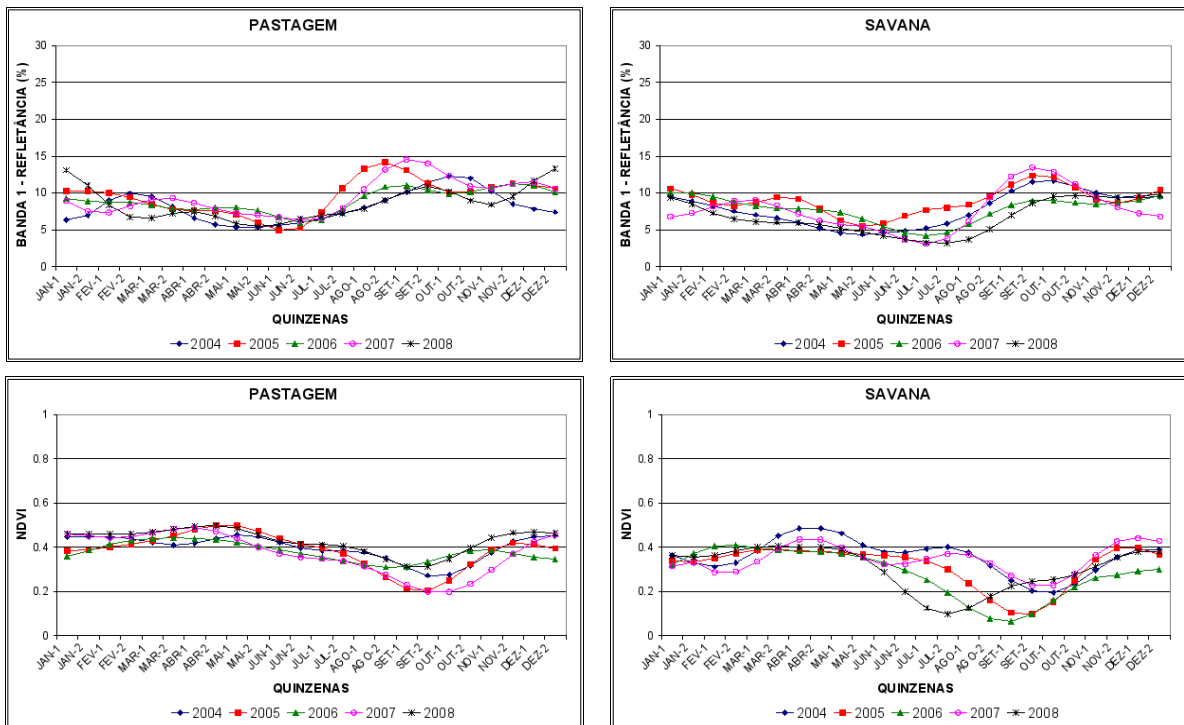 PASTAGEM
BANDA 1 - REFLETÂNCIA (%)
30
25
20
15
10
5
0
JAN-1 JAN-2 FEV-1 FEV-2 MAR-1 MAR-2 ABR-1 ABR-2 MAI-1 MAI-2 JUN-1 JUN-2 JUL-1 JUL-2 AGO-1 AGO-2 SET-1 SET-2 OUT-1 OUT-2 NOV-1 NOV-2 DEZ-1 DEZ-2
QUINZENAS
2004 2005 2006 2007 2008
SAVANA
BANDA 1 - REFLETÂNCIA (%)
30
25
20
15
10
5
0
JAN-1 JAN-2 FEV-1 FEV-2 MAR-1 MAR-2 ABR-1 ABR-2 MAI-1 MAI-2 JUN-1 JUN-2 JUL-1 JUL-2 AGO-1 AGO-2 SET-1 SET-2 OUT-1 OUT-2 NOV-1 NOV-2 DEZ-1 DEZ-2
QUINZENAS
2004 2005 2006 2007 2008
PASTAGEM
NDVI
1
0.8
0.6
0.4
0.2
0
JAN-1 JAN-2 FEV-1 FEV-2 MAR-1 MAR-2 ABR-1 ABR-2 MAI-1 MAI-2 JUN-1 JUN-2 JUL-1 JUL-2 AGO-1 AGO-2 SET-1 SET-2 OUT-1 OUT-2 NOV-1 NOV-2 DEZ-1 DEZ-2
QUINZENAS
2004 2005 2006 2007 2008
SAVANA
NDVI
1
0.8
0.6
0.4
0.2
0
JAN-1 JAN-2 FEV-1 FEV-2 MAR-1 MAR-2 ABR-1 ABR-2 MAI-1 MAI-2 JUN-1 JUN-2 JUL-1 JUL-2 AGO-1 AGO-2 SET-1 SET-2 OUT-1 OUT-2 NOV-1 NOV-2 DEZ-1 DEZ-2
QUINZENAS
2004 2005 2006 2007 2008